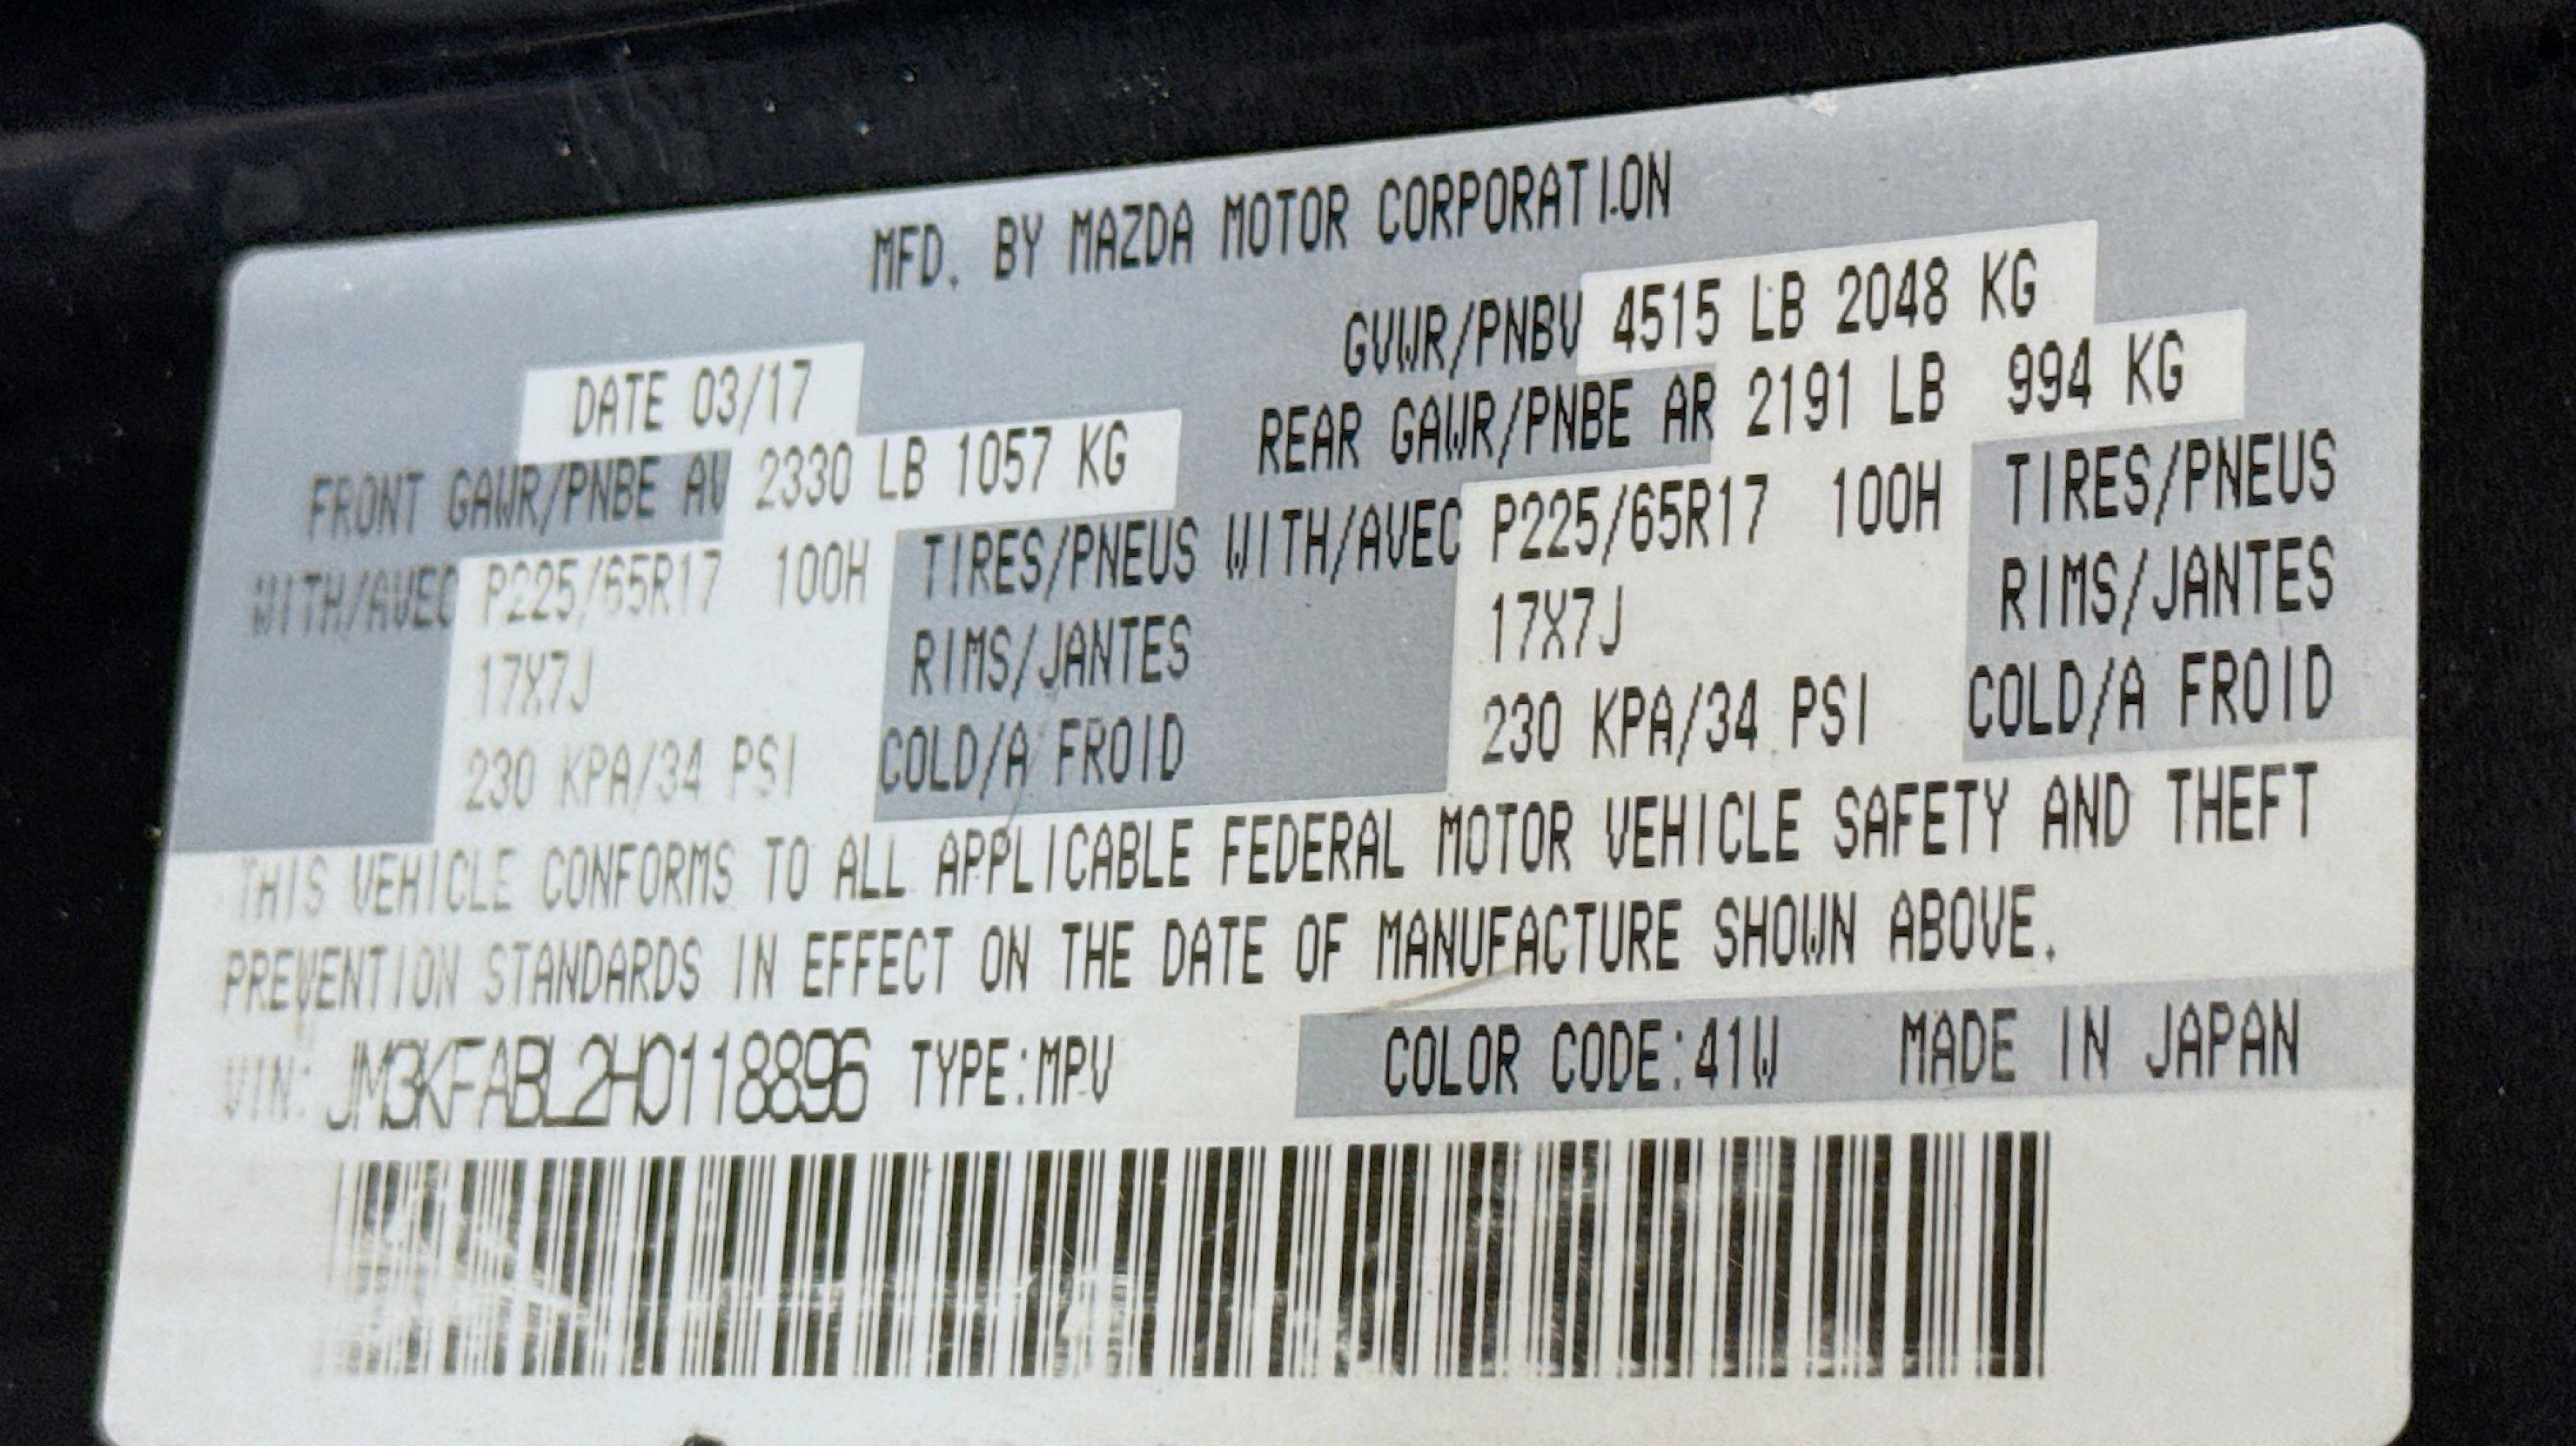 MFD. BY MAZDA MOTOR CORPORATION
GVWR/PNBV 4515 LB 2048 KG
DATE 03/17
FRONT GAWR/PNBE AV 2330 LB 1057 KG REAR GAWR/PNBE AR 2191 LB 994 KG
WITH/AVEC P225/65R17 100H TIRES/PNEUS WITH/AVEC P225/65R17 100H TIRES/PNEUS
17X7J RIMS/JANTES 17X7J RIMS/JANTES
230 KPA/34 PSI COLD/A FROID 230 KPA/34 PSI COLD/A FROID
THIS VEHICLE CONFORMS TO ALL APPLICABLE FEDERAL MOTOR VEHICLE SAFETY AND THEFT
PREVENTION STANDARDS IN EFFECT ON THE DATE OF MANUFACTURE SHOWN ABOVE.
VIN: JM3KFABL2H0118896 TYPE:MPV COLOR CODE:41W MADE IN JAPAN